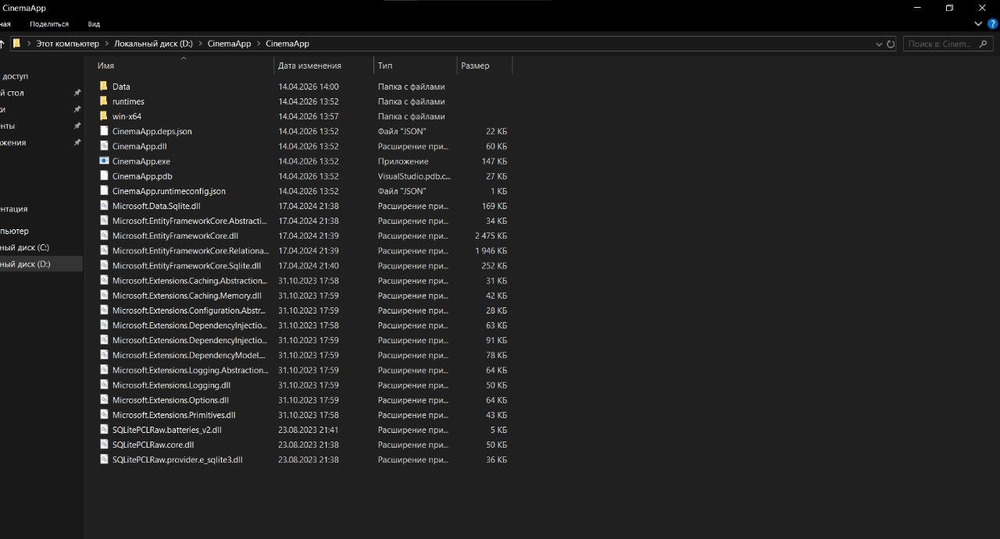 CinemaApp
ная Поделиться Вид
Этот компьютер Локальный диск (D:) CinemaApp CinemaApp Поиск в: Cinem...
Имя Дата изменения Тип Размер
доступ
й стол
ки
енты
ажения
нтация
пьютер
ный диск (C:)
ный диск (D:)
Data 14.04.2026 14:00 Папка с файлами
runtimes 14.04.2026 13:52 Папка с файлами
win-x64 14.04.2026 13:57 Папка с файлами
CinemaApp.deps.json 14.04.2026 13:52 Файл "JSON" 22 КБ
CinemaApp.dll 14.04.2026 13:52 Расширение при... 60 КБ
CinemaApp.exe 14.04.2026 13:52 Приложение 147 КБ
CinemaApp.pdb 14.04.2026 13:52 VisualStudio.pdb.c... 27 КБ
CinemaApp.runtimeconfig.json 14.04.2026 13:52 Файл "JSON" 1 КБ
Microsoft.Data.Sqlite.dll 17.04.2024 21:38 Расширение при... 169 КБ
Microsoft.EntityFrameworkCore.Abstracti... 17.04.2024 21:38 Расширение при... 34 КБ
Microsoft.EntityFrameworkCore.dll 17.04.2024 21:39 Расширение при... 2 475 КБ
Microsoft.EntityFrameworkCore.Relationa... 17.04.2024 21:39 Расширение при... 1 946 КБ
Microsoft.EntityFrameworkCore.Sqlite.dll 17.04.2024 21:40 Расширение при... 252 КБ
Microsoft.Extensions.Caching.Abstraction... 31.10.2023 17:58 Расширение при... 31 КБ
Microsoft.Extensions.Caching.Memory.dll 31.10.2023 17:59 Расширение при... 42 КБ
Microsoft.Extensions.Configuration.Abstr... 31.10.2023 17:59 Расширение при... 28 КБ
Microsoft.Extensions.DependencyInjectio... 31.10.2023 17:58 Расширение при... 63 КБ
Microsoft.Extensions.DependencyInjectio... 31.10.2023 17:59 Расширение при... 91 КБ
Microsoft.Extensions.DependencyModel.... 31.10.2023 17:59 Расширение при... 78 КБ
Microsoft.Extensions.Logging.Abstraction... 31.10.2023 17:59 Расширение при... 64 КБ
Microsoft.Extensions.Logging.dll 31.10.2023 17:59 Расширение при... 50 КБ
Microsoft.Extensions.Options.dll 31.10.2023 17:59 Расширение при... 64 КБ
Microsoft.Extensions.Primitives.dll 31.10.2023 17:58 Расширение при... 43 КБ
SQLitePCLRaw.batteries_v2.dll 23.08.2023 21:41 Расширение при... 5 КБ
SQLitePCLRaw.core.dll 23.08.2023 21:38 Расширение при... 50 КБ
SQLitePCLRaw.provider.e_sqlite3.dll 23.08.2023 21:38 Расширение при... 36 КБ